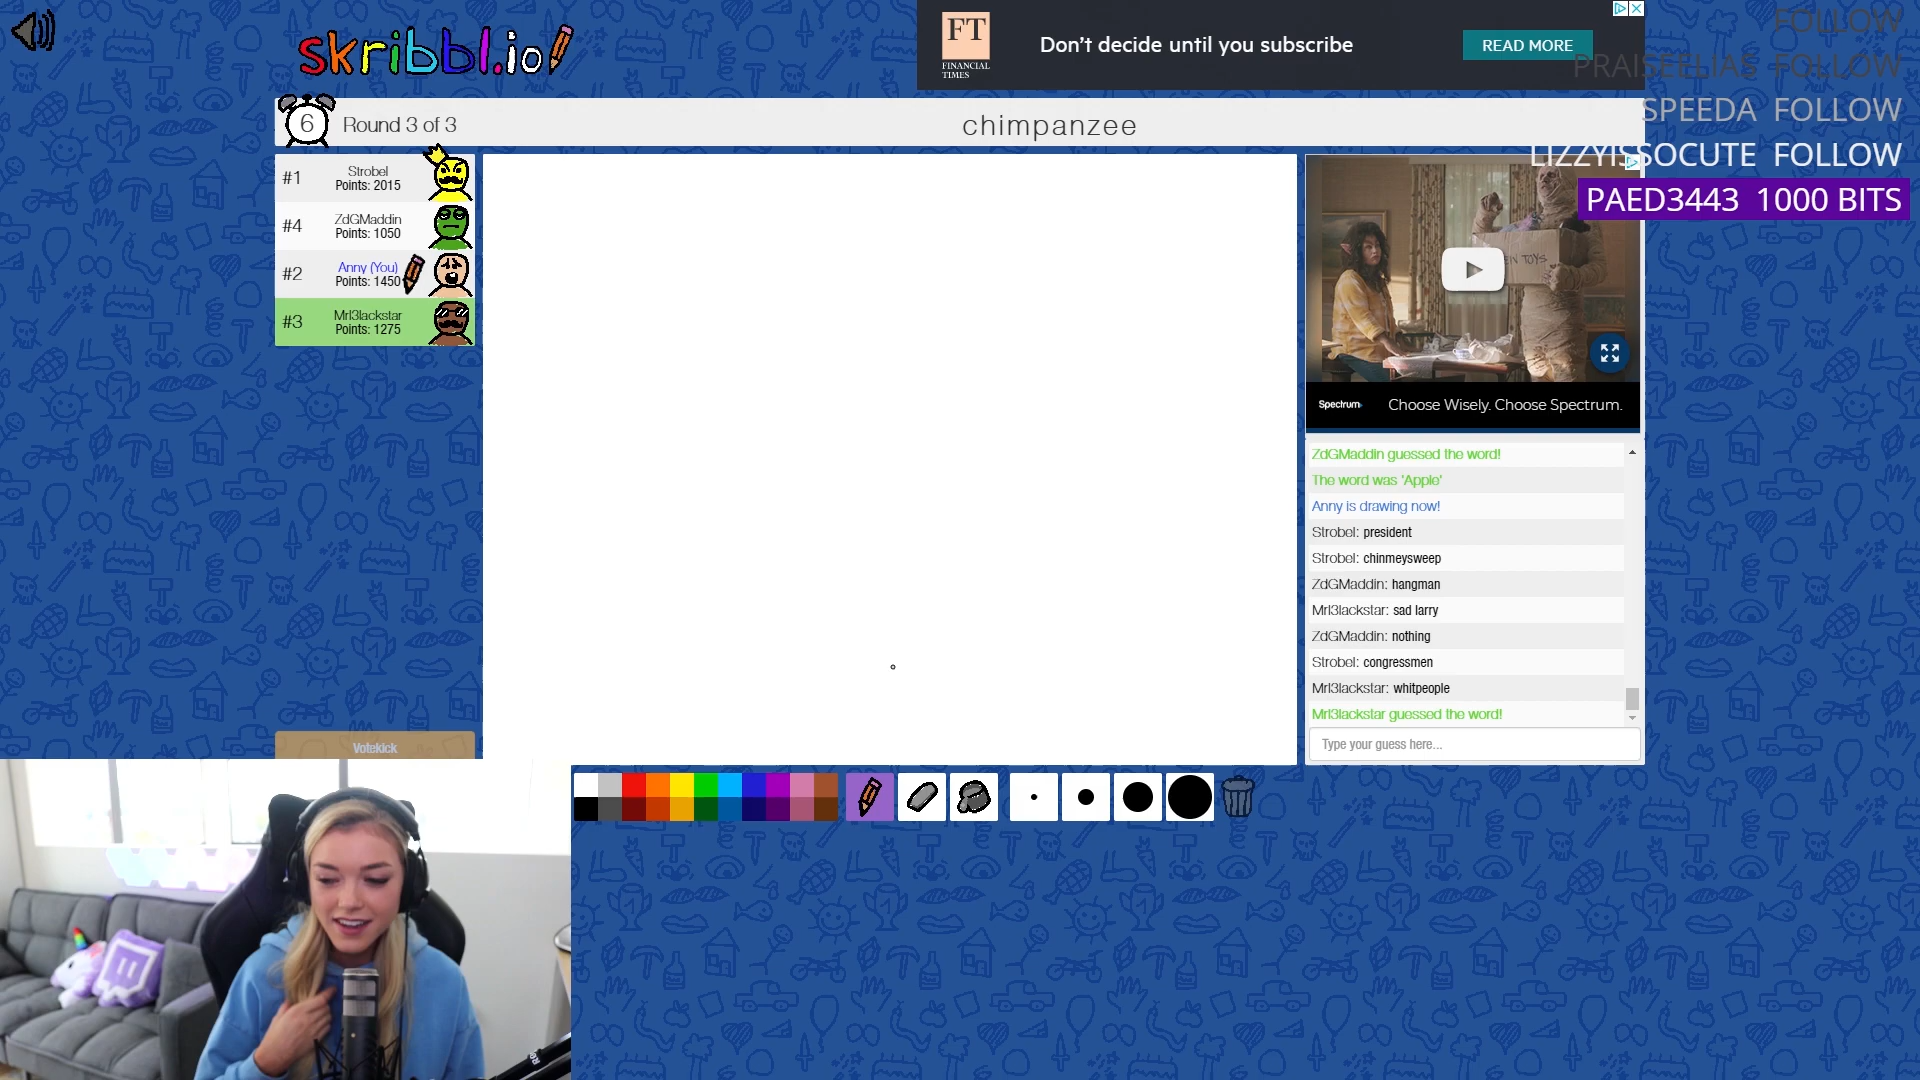 skribbl.io
FT
FINANCIAL
TIMES
Don't decide until you subscribe
READ MORE
FOLLOW
PRAISEELIAS FOLLOW
SPEEDA FOLLOW
LIZZYISSOCUTE FOLLOW
PAED3443 1000 BITS
6
Round 3 of 3
chimpanzee
#1
Strobel
Points: 2015
#4
ZdGMaddin
Points: 1050
#2
Anny (You)
Points: 1450
#3
Mrl3lackstar
Points: 1275
Votekick
EIN TOYS
Spectrum
Choose Wisely. Choose Spectrum.
ZdGMaddin guessed the word!
The word was 'Apple'
Anny is drawing now!
Strobel: president
Strobel: chinmeysweep
ZdGMaddin: hangman
Mrl3lackstar: sad larry
ZdGMaddin: nothing
Strobel: congressmen
Mrl3lackstar: whitpeople
Mrl3lackstar guessed the word!
Type your guess here...